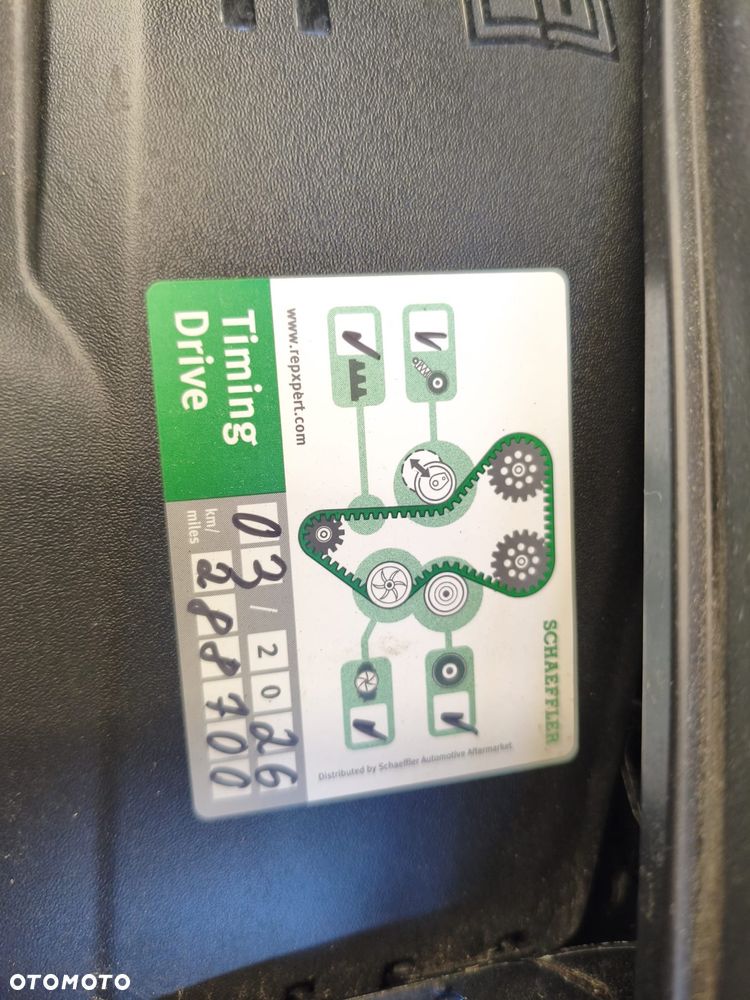 Timing
Drive
www.repxpert.com
03/2026
km/
miles
288700
SCHAEFFLER
Distributed by Schaeffler Automotive Aftermarket
OTOMOTO